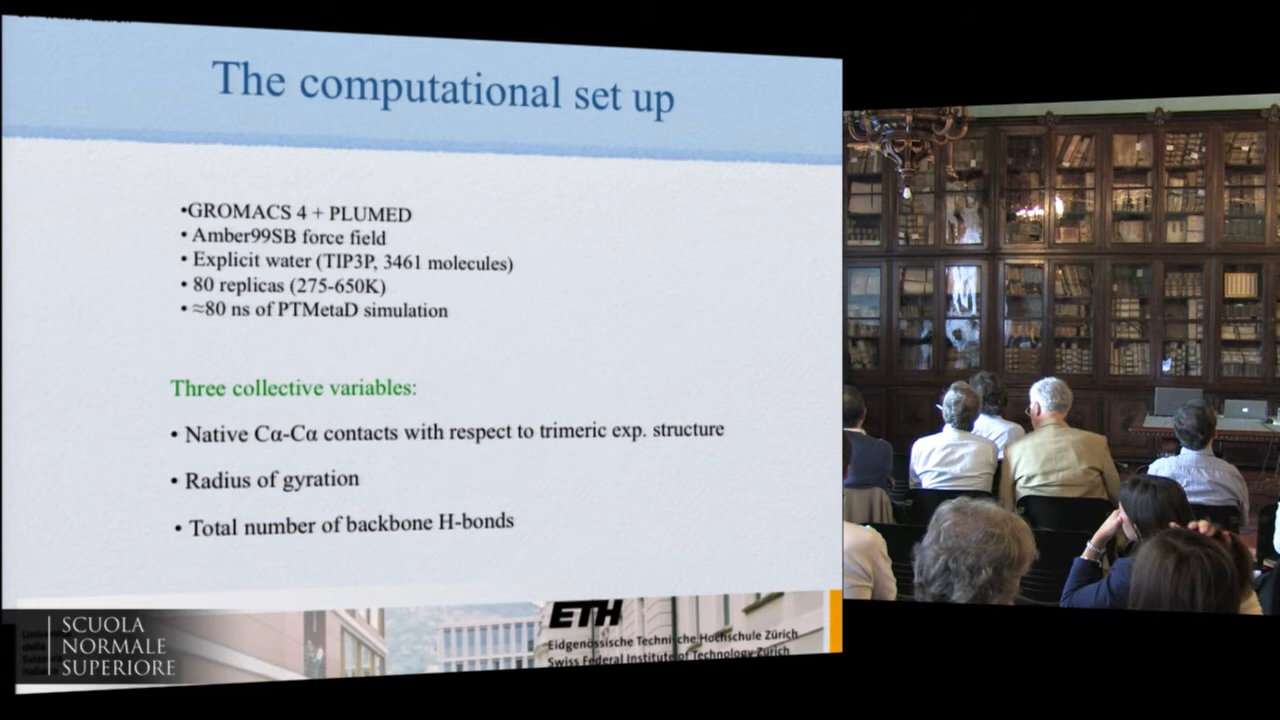 The computational set up
•GROMACS 4 + PLUMED
• Amber99SB force field
• Explicit water (TIP3P, 3461 molecules)
• 80 replicas (275-650K)
• ≈80 ns of PTMetaD simulation
Three collective variables:
• Native Cα-Cα contacts with respect to trimeric exp. structure
• Radius of gyration
• Total number of backbone H-bonds
ETH
Eidgenössische Technische Hochschule Zürich
Swiss Federal Institute of Technology Zurich
SCUOLA
NORMALE
SUPERIORE